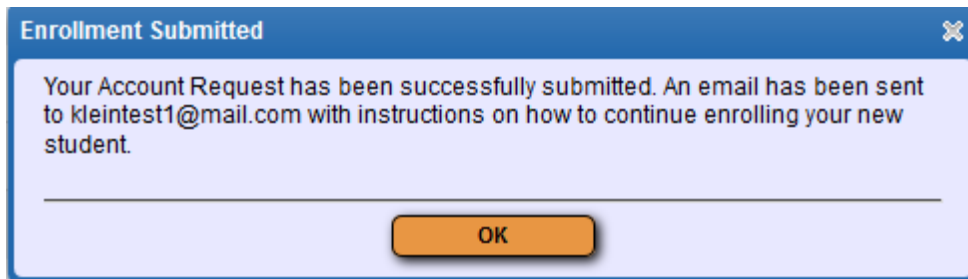 Enrollment Submitted
Your Account Request has been successfully submitted. An email has been sent
to kleintest1@mail.com with instructions on how to continue enrolling your new
student.
OK